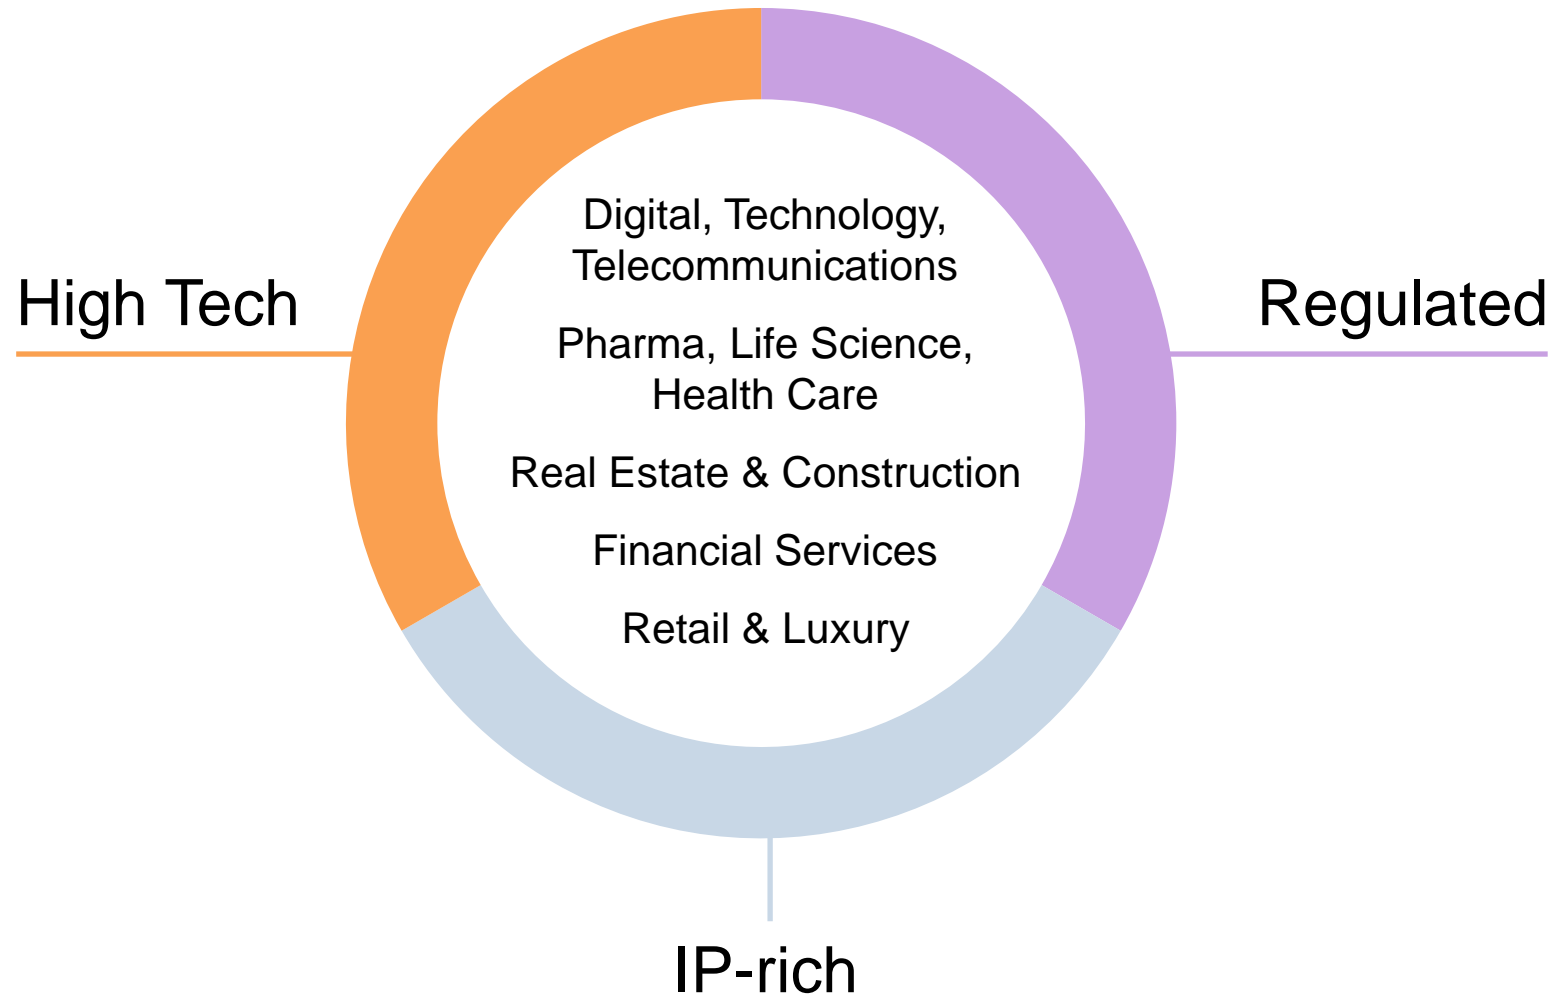 Digital, Technology,
Telecommunications
High Tech
Regulated
Pharma, Life Science,
Health Care
Real Estate & Construction
Financial Services
Retail & Luxury
IP-rich